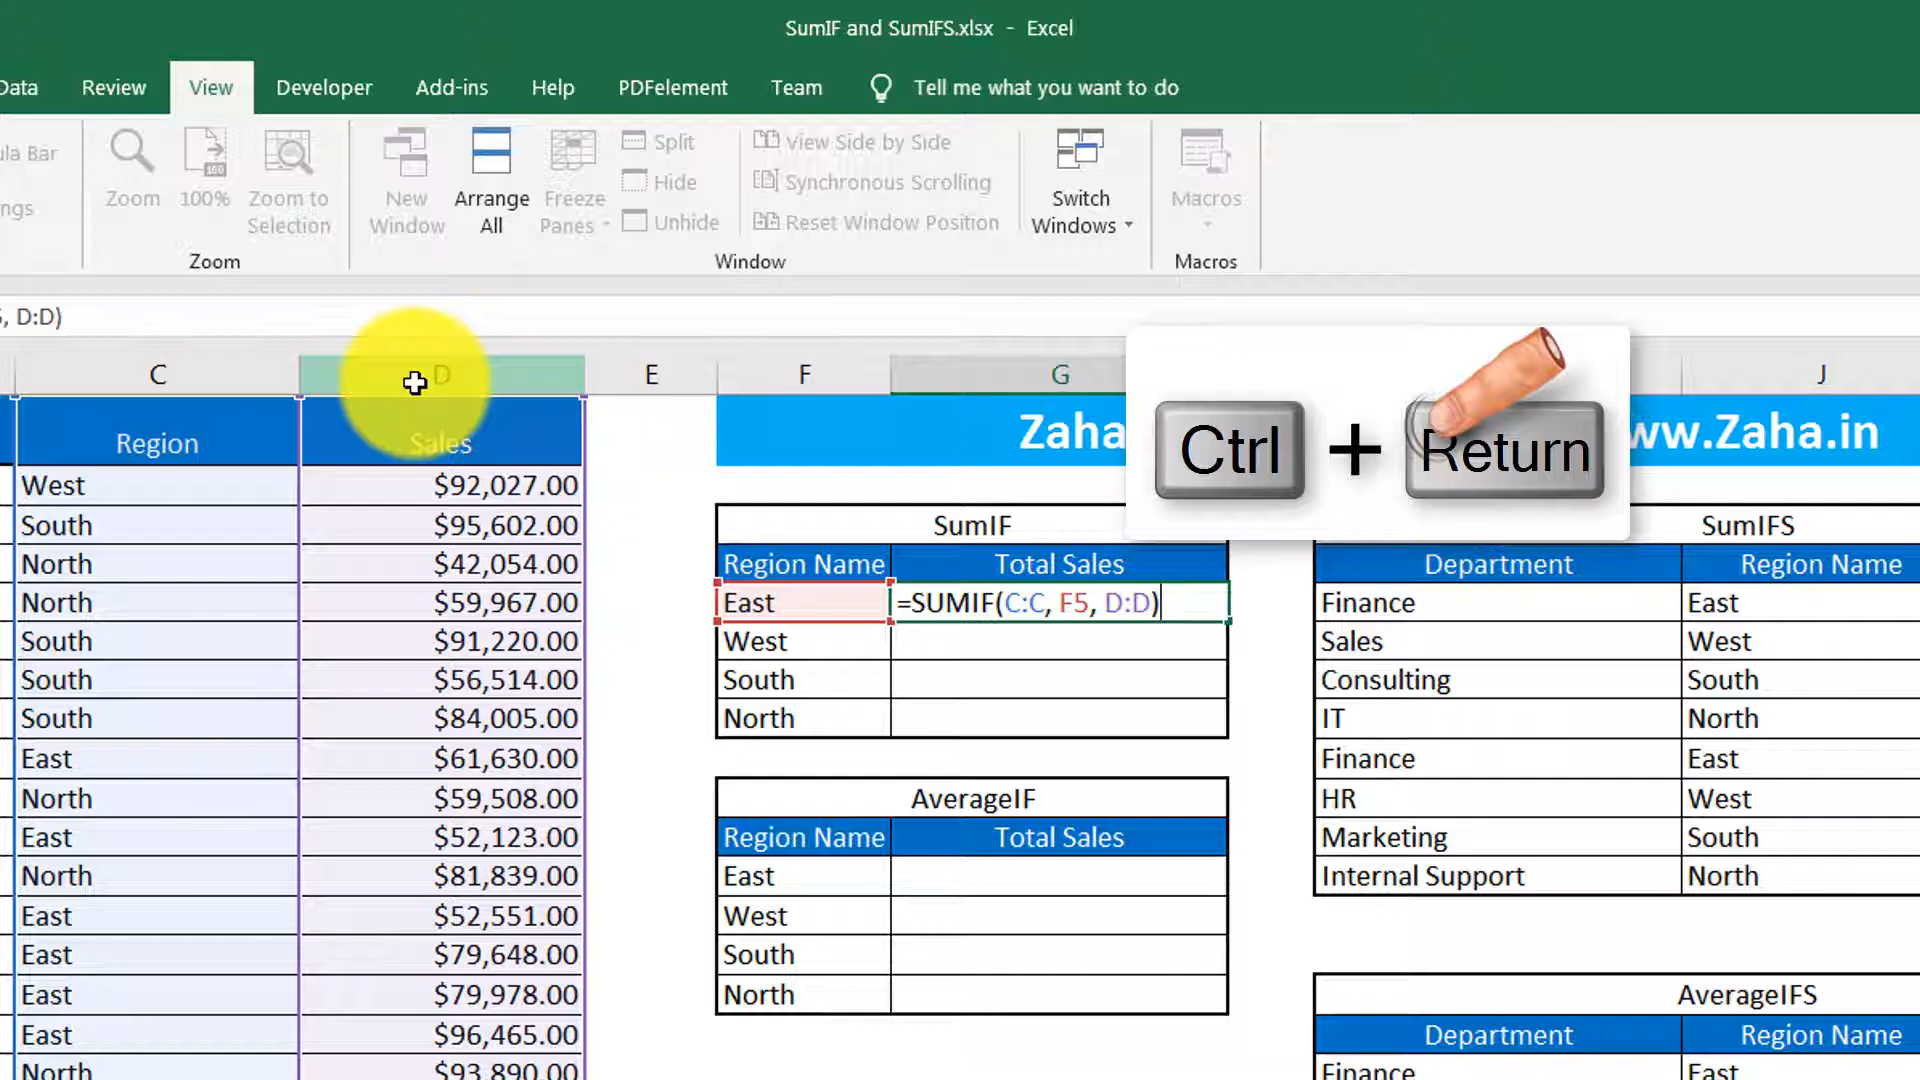 SumIF and SumIFS.xlsx - Excel
Data Review View Developer Add-ins Help PDFelement Team Tell me what you want to do
ula Bar
ngs
Zoom 100% Zoom to Selection
Zoom
New Window Arrange All Freeze Panes
Split
Hide
Unhide
View Side by Side
Synchronous Scrolling
Reset Window Position
Window
Switch Windows
Macros
Macros
, D:D)
C D E F G J
Region Sales
West $92,027.00
South $95,602.00
North $42,054.00
North $59,967.00
South $91,220.00
South $56,514.00
South $84,005.00
East $61,630.00
North $59,508.00
East $52,123.00
North $81,839.00
East $52,551.00
East $79,648.00
East $79,978.00
East $96,465.00
North $93,890.00
Zaha
ww.Zaha.in
Ctrl + Return
SumIF
Region Name Total Sales
East =SUMIF(C:C, F5, D:D)
West
South
North
AverageIF
Region Name Total Sales
East
West
South
North
SumIFS
Department Region Name
Finance East
Sales West
Consulting South
IT North
Finance East
HR West
Marketing South
Internal Support North
AverageIFS
Department Region Name
Finance East